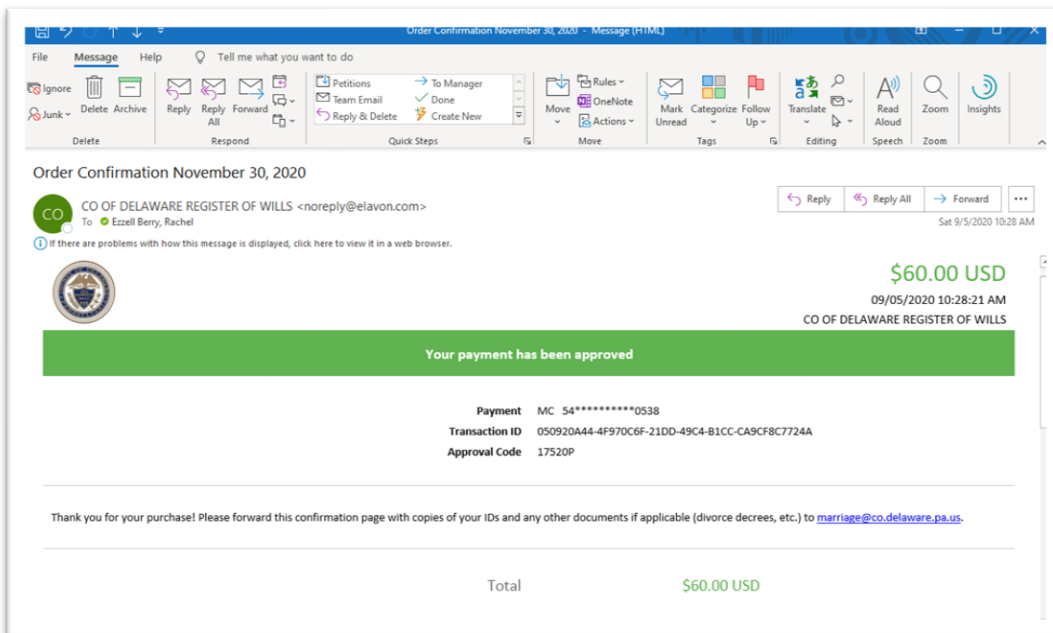 Order Confirmation November 30, 2020 - Message (HTML)
File Message Help Tell me what you want to do
Ignore
Junk
Delete
Archive
Reply
Reply All
Forward
Petitions
To Manager
Team Email
Done
Reply & Delete
Create New
Move
Rules
OneNote
Actions
Mark Unread
Categorize
Follow Up
Translate
Read Aloud
Zoom
Insights
Delete Respond Quick Steps Move Tags Editing Speech Zoom
Order Confirmation November 30, 2020
CO
CO OF DELAWARE REGISTER OF WILLS <noreply@elavon.com>
To Ezzell Berry, Rachel
Reply Reply All Forward
Sat 9/5/2020 10:28 AM
If there are problems with how this message is displayed, click here to view it in a web browser.
$60.00 USD
09/05/2020 10:28:21 AM
CO OF DELAWARE REGISTER OF WILLS
Your payment has been approved
Payment MC 54**********0538
Transaction ID 050920A44-4F970C6F-21DD-49C4-B1CC-CA9CF8C7724A
Approval Code 17520P
Thank you for your purchase! Please forward this confirmation page with copies of your IDs and any other documents if applicable (divorce decrees, etc.) to marriage@co.delaware.pa.us.
Total $60.00 USD